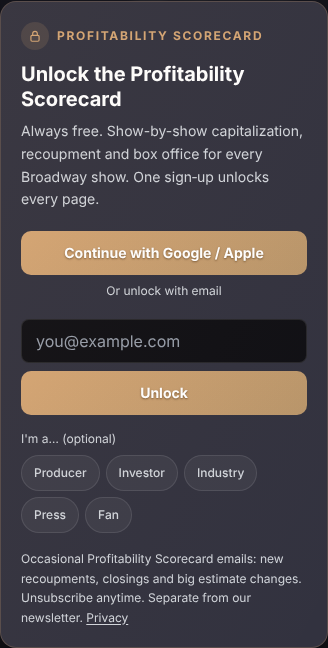 PROFITABILITY SCORECARD
Unlock the Profitability
Scorecard
Always free. Show-by-show capitalization,
recoupment and box office for every
Broadway show. One sign-up unlocks
every page.
Continue with Google / Apple
Or unlock with email
you@example.com
Unlock
I'm a... (optional)
Producer
Investor
Industry
Press
Fan
Occasional Profitability Scorecard emails: new
recoupments, closings and big estimate changes.
Unsubscribe anytime. Separate from our
newsletter. Privacy